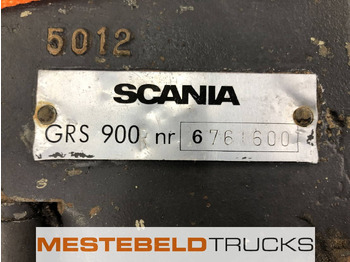 5012
SCANIA
GRS 900 nr 6761600
MESTEBELDTRUCKS